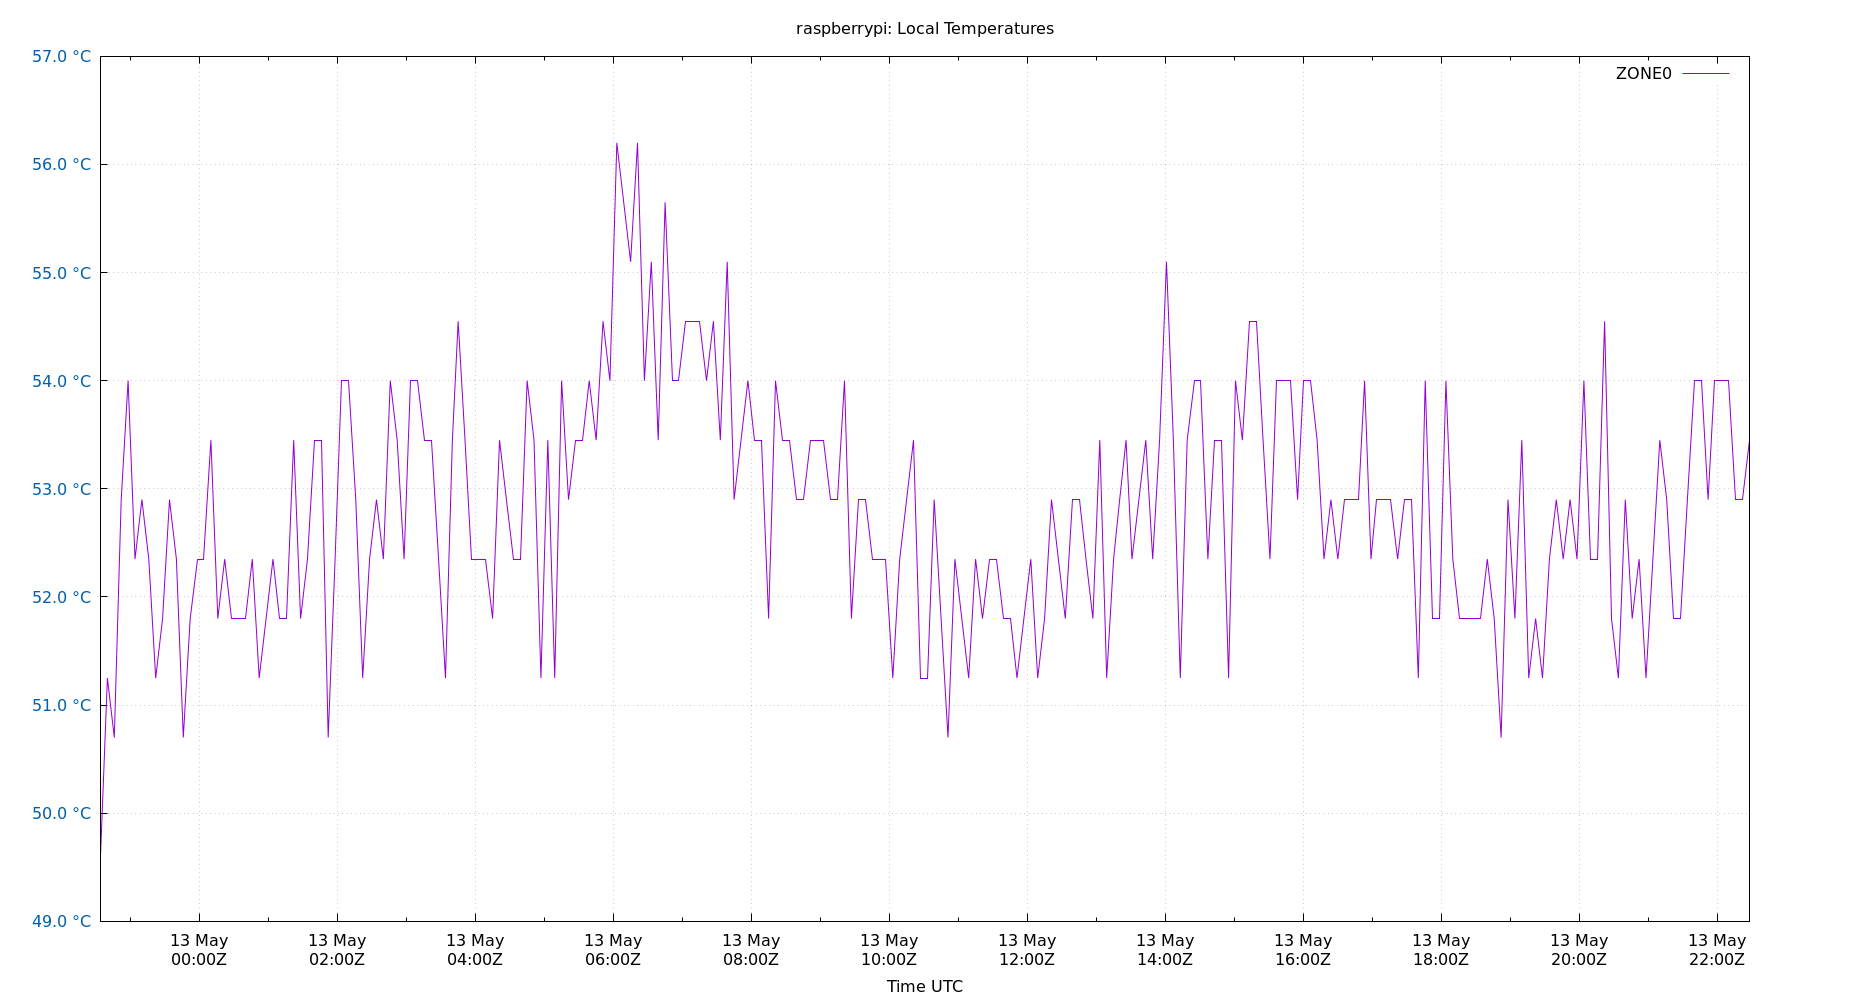 raspberrypi: Local Temperatures
57.0 °C
56.0 °C
55.0 °C
54.0 °C
53.0 °C
52.0 °C
51.0 °C
50.0 °C
49.0 °C
ZONE0
13 May
00:00Z
13 May
02:00Z
13 May
04:00Z
13 May
06:00Z
13 May
08:00Z
13 May
10:00Z
13 May
12:00Z
13 May
14:00Z
13 May
16:00Z
13 May
18:00Z
13 May
20:00Z
13 May
22:00Z
Time UTC